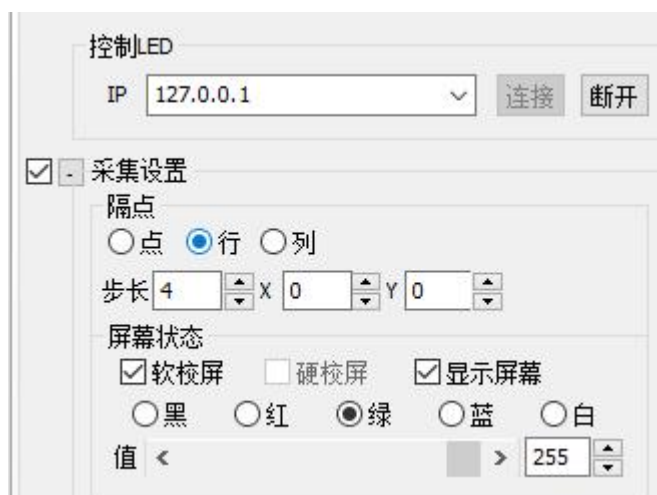 控制LED
IP 127.0.0.1 连接 断开
- 采集设置
隔点
点 行 列
步长 4 X 0 Y 0
屏幕状态
软校屏 硬校屏 显示屏幕
黑 红 绿 蓝 白
值 < > 255